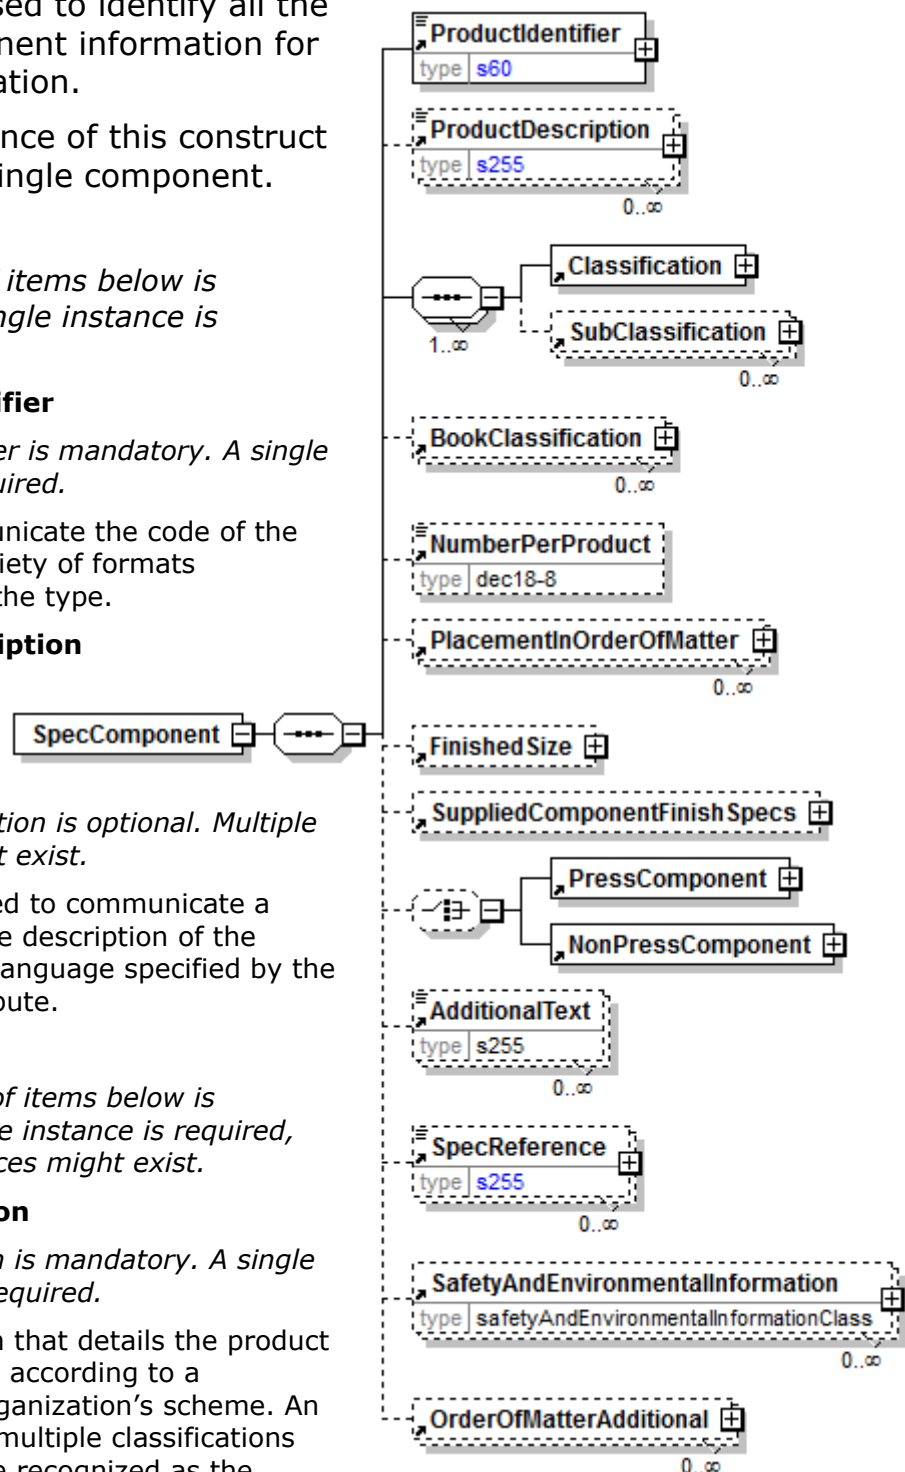 sed to identify all the
nent information for
ation.
nce of this construct
ingle component.
items below is
ngle instance is
ifier
er is mandatory. A single
uired.
unicate the code of the
riety of formats
the type.
iption
tion is optional. Multiple
t exist.
ed to communicate a
e description of the
language specified by the
bute.
of items below is
e instance is required,
ces might exist.
on
n is mandatory. A single
equired.
n that details the product
according to a
ganization’s scheme. An
multiple classifications
e recognized as the
SpecComponent
ProductIdentifier
type s60
ProductDescription
type s255
0..∞
1..∞
Classification
SubClassification
0..∞
BookClassification
0..∞
NumberPerProduct
type dec18-8
PlacementInOrderOfMatter
0..∞
FinishedSize
SuppliedComponentFinishSpecs
PressComponent
NonPressComponent
AdditionalText
type s255
0..∞
SpecReference
type s255
0..∞
SafetyAndEnvironmentalInformation
type safetyAndEnvironmentalInformationClass
0..∞
OrderOfMatterAdditional
0..∞